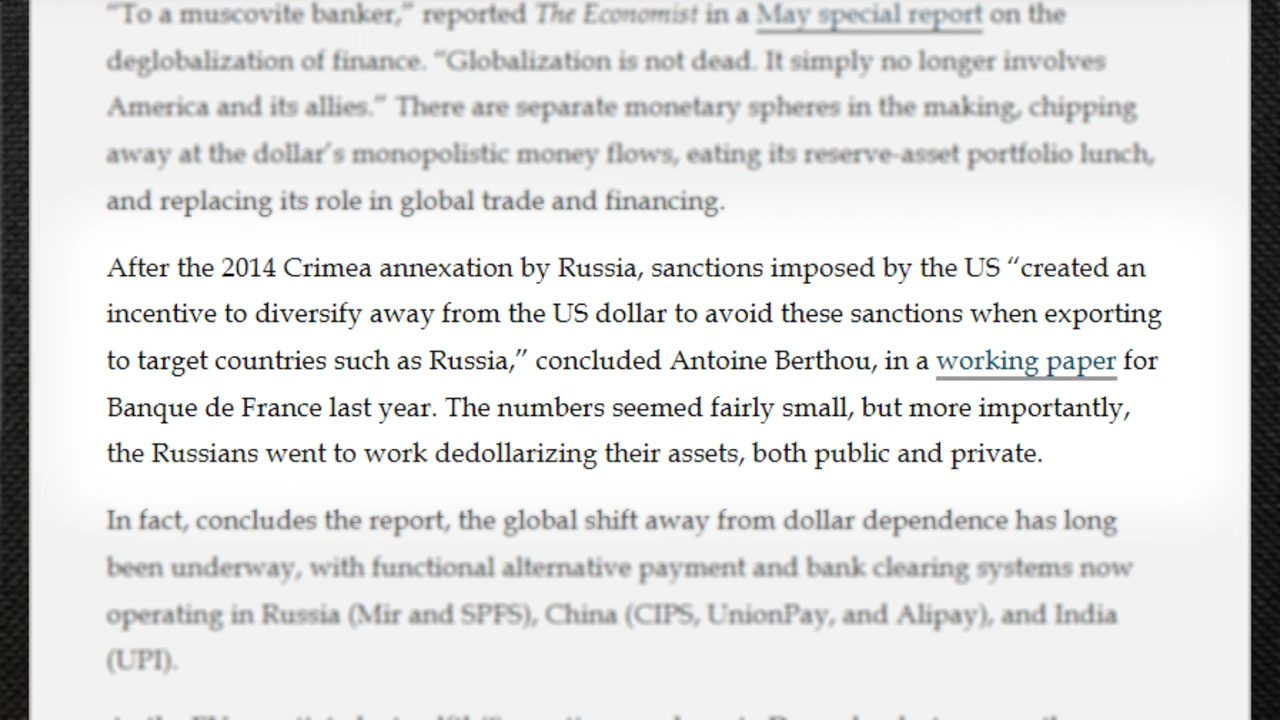 “To a muscovite banker,” reported The Economist in a May special report on the
deglobalization of finance. “Globalization is not dead. It simply no longer involves
America and its allies.” There are separate monetary spheres in the making, chipping
away at the dollar’s monopolistic money flows, eating its reserve-asset portfolio lunch,
and replacing its role in global trade and financing.
After the 2014 Crimea annexation by Russia, sanctions imposed by the US “created an
incentive to diversify away from the US dollar to avoid these sanctions when exporting
to target countries such as Russia,” concluded Antoine Berthou, in a working paper for
Banque de France last year. The numbers seemed fairly small, but more importantly,
the Russians went to work dedollarizing their assets, both public and private.
In fact, concludes the report, the global shift away from dollar dependence has long
been underway, with functional alternative payment and bank clearing systems now
operating in Russia (Mir and SPFS), China (CIPS, UnionPay, and Alipay), and India
(UPI).